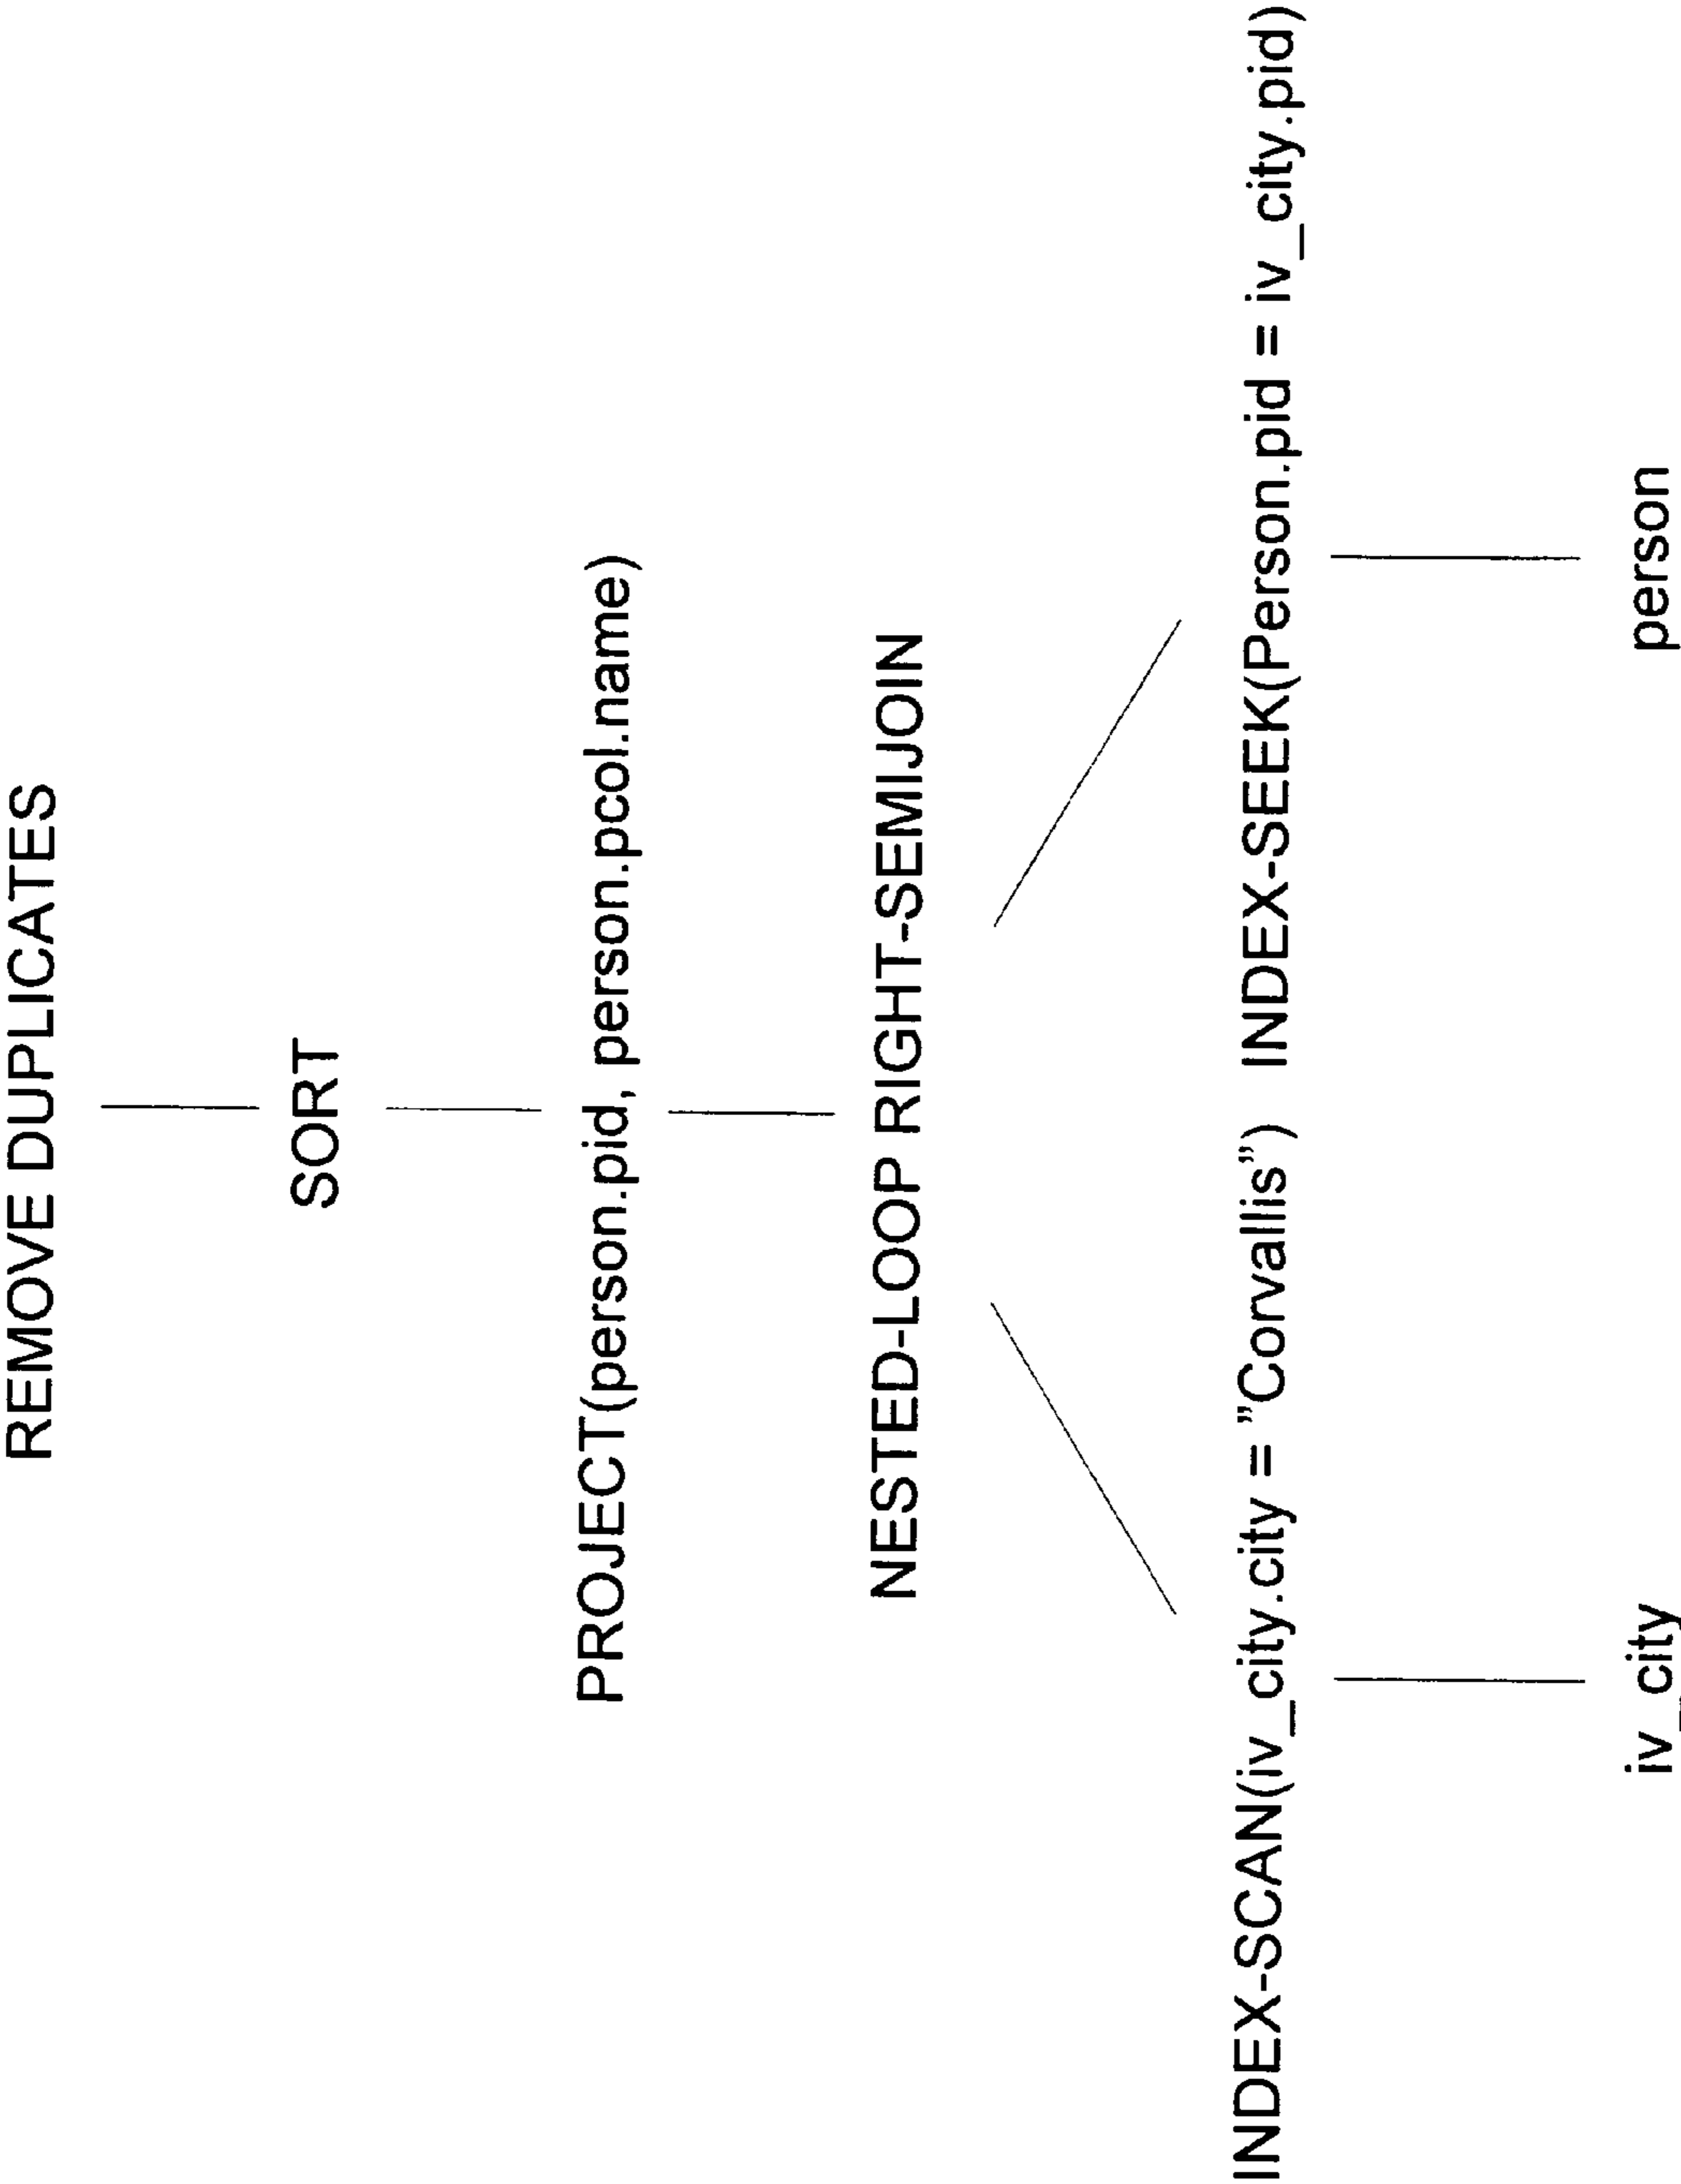 REMOVE DUPLICATES
SORT
PROJECT(person.pid, person.pcol.name)
NESTED-LOOP RIGHT-SEMIJOIN
INDEX-SCAN(iv_city.city = ”Corvallis”) INDEX-SEEK(Person.pid = iv_city.pid)
iv_city person